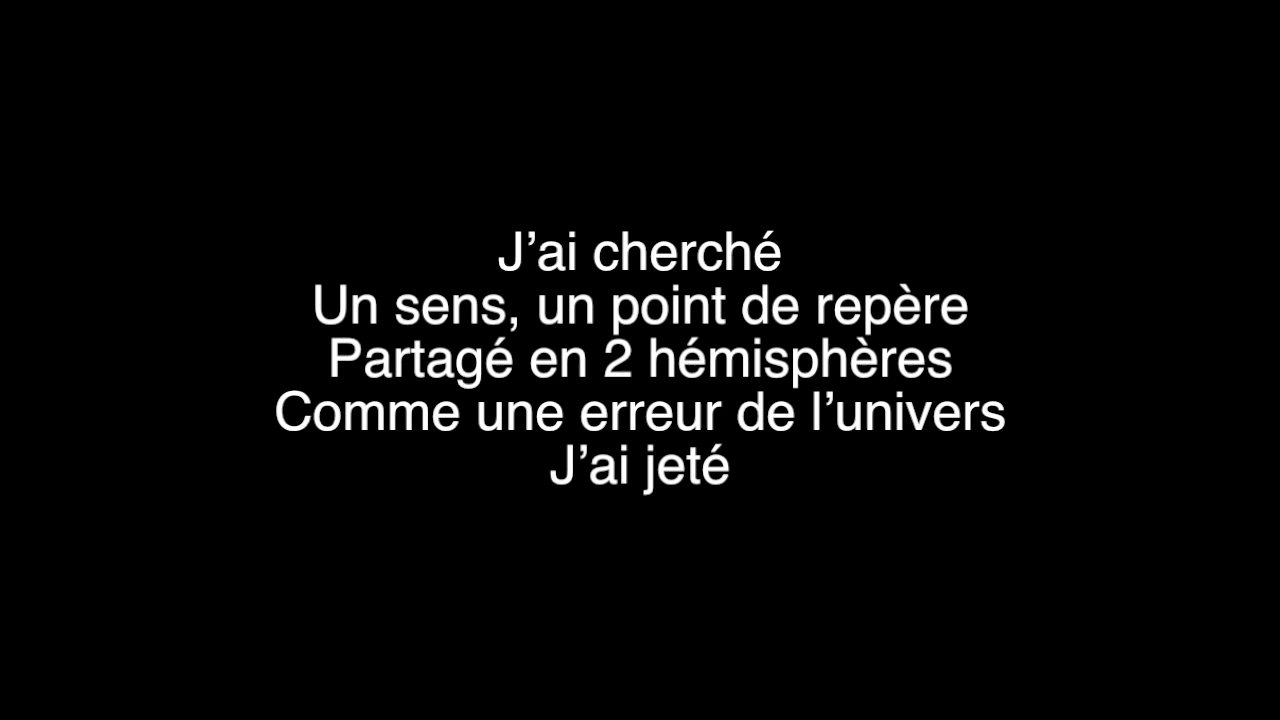 J’ai cherché
Un sens, un point de repère
Partagé en 2 hémisphères
Comme une erreur de l’univers
J’ai jeté